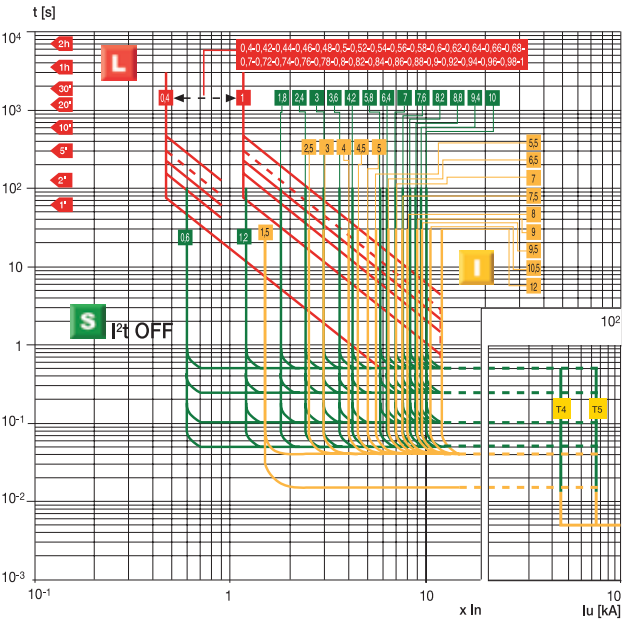 t [s]
10⁴
2h
1h
30'
20'
10³
10'
5'
10²
2'
1'
10
1
10⁻¹
10⁻²
10⁻³
L
0,4-0,42-0,44-0,46-0,48-0,5-0,52-0,54-0,56-0,58-0,6-0,62-0,64-0,66-0,68-
0,7-0,72-0,74-0,76-0,78-0,8-0,82-0,84-0,86-0,88-0,9-0,92-0,94-0,96-0,98-1
0,4
1
1,8 2,4 3 3,6 4,2 5,8 6,4 7 7,6 8,2 8,8 9,4 10
2,5 3 4 4,5 5
5,5
6,5
7
7,5
8
9
9,5
10,5
12
0,6
1,2
1,5
I
S I²t OFF
10²
T4 T5
10⁻¹ 1 10
x In
Iu [kA]